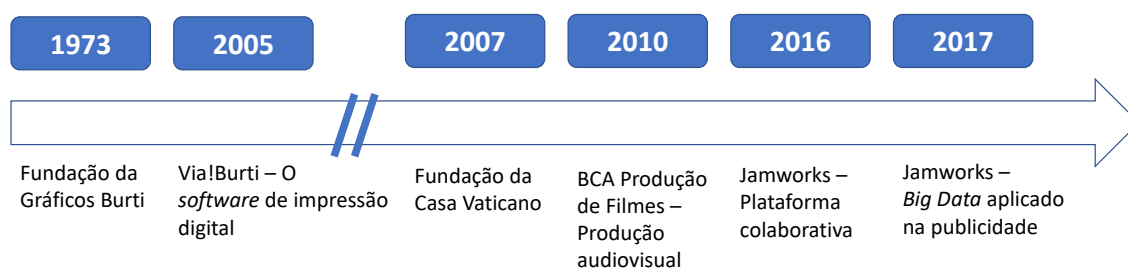 1973
2005
2007
2010
2016
2017
Fundação da
Gráficos Burti
Via!Burti – O
software de impressão
digital
Fundação da
Casa Vaticano
BCA Produção
de Filmes –
Produção
audiovisual
Jamworks –
Plataforma
colaborativa
Jamworks –
Big Data aplicado
na publicidade